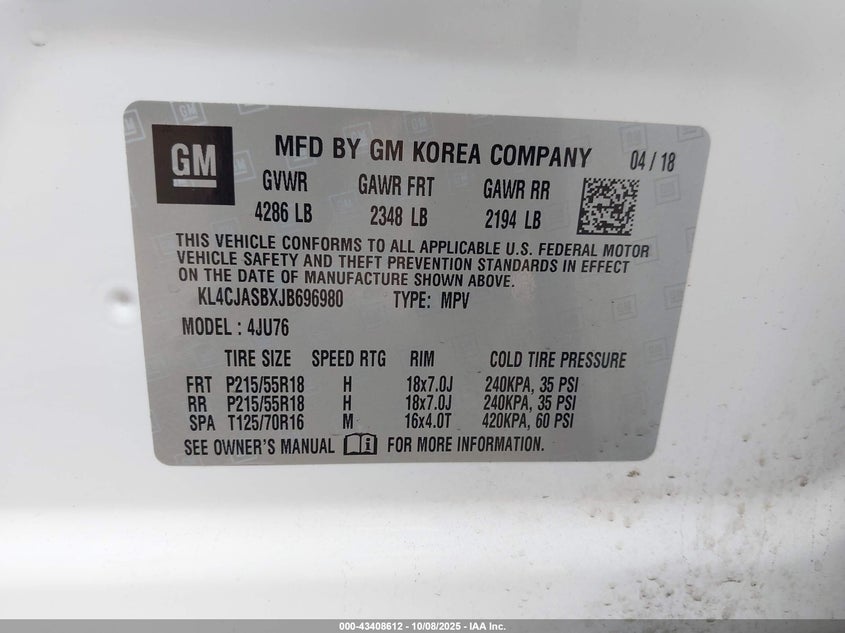 GM
MFD BY GM KOREA COMPANY 04 / 18
GVWR GAWR FRT GAWR RR
4286 LB 2348 LB 2194 LB
THIS VEHICLE CONFORMS TO ALL APPLICABLE U.S. FEDERAL MOTOR
VEHICLE SAFETY AND THEFT PREVENTION STANDARDS IN EFFECT
ON THE DATE OF MANUFACTURE SHOWN ABOVE.
KL4CJASBXJB696980 TYPE: MPV
MODEL : 4JU76
TIRE SIZE SPEED RTG RIM COLD TIRE PRESSURE
FRT P215/55R18 H 18x7.0J 240KPA, 35 PSI
RR P215/55R18 H 18x7.0J 240KPA, 35 PSI
SPA T125/70R16 M 16x4.0T 420KPA, 60 PSI
SEE OWNER'S MANUAL FOR MORE INFORMATION.
000-43408612 - 10/08/2025 - IAA Inc.